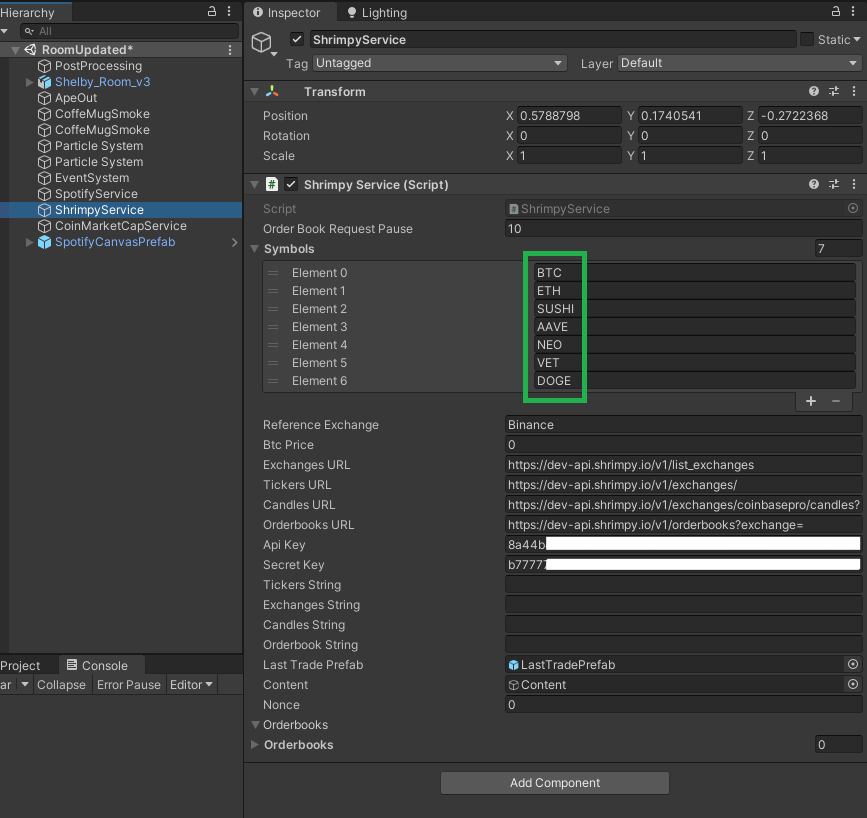 Hierarchy
All
RoomUpdated*
PostProcessing
Shelby_Room_v3
ApeOut
CoffeMugSmoke
CoffeMugSmoke
Particle System
Particle System
EventSystem
SpotifyService
ShrimpyService
CoinMarketCapService
SpotifyCanvasPrefab
Project
Console
ar
Collapse
Error Pause
Editor
Inspector
Lighting
ShrimpyService
Static
Tag Untagged Layer Default
Transform
Position X 0.5788798 Y 0.1740541 Z -0.2722368
Rotation X 0 Y 0 Z 0
Scale X 1 Y 1 Z 1
# Shrimpy Service (Script)
Script ShrimpyService
Order Book Request Pause 10
Symbols 7
Element 0 BTC
Element 1 ETH
Element 2 SUSHI
Element 3 AAVE
Element 4 NEO
Element 5 VET
Element 6 DOGE
+ −
Reference Exchange Binance
Btc Price 0
Exchanges URL https://dev-api.shrimpy.io/v1/list_exchanges
Tickers URL https://dev-api.shrimpy.io/v1/exchanges/
Candles URL https://dev-api.shrimpy.io/v1/exchanges/coinbasepro/candles?
Orderbooks URL https://dev-api.shrimpy.io/v1/orderbooks?exchange=
Api Key 8a44b
Secret Key b7777
Tickers String
Exchanges String
Candles String
Orderbook String
Last Trade Prefab LastTradePrefab
Content Content
Nonce 0
Orderbooks
Orderbooks 0
Add Component